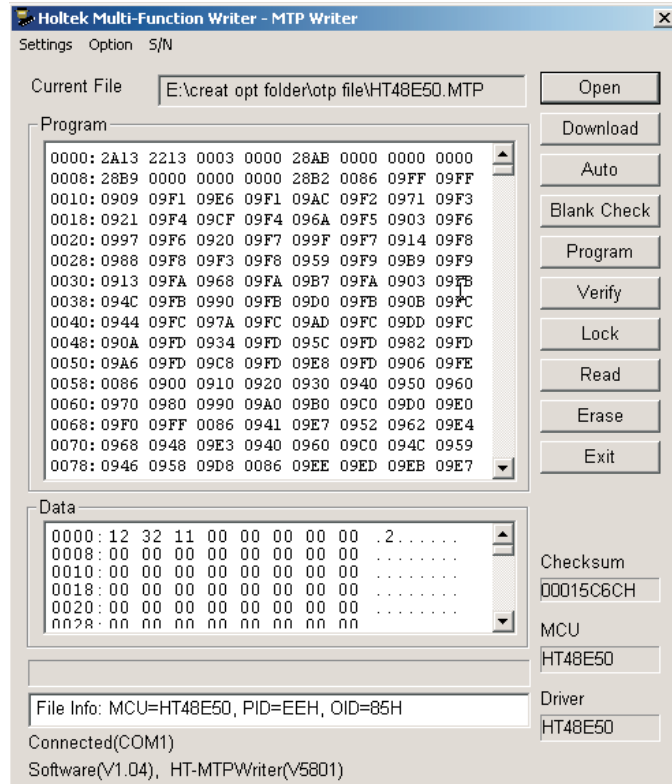 Holtek Multi-Function Writer - MTP Writer
Settings Option S/N
Current File E:\creat opt folder\otp file\HT48E50.MTP
Open
Download
Auto
Blank Check
Program
Verify
Lock
Read
Erase
Exit
Program
0000: 2A13 2213 0003 0000 28AB 0000 0000 0000
0008: 28B9 0000 0000 0000 28B2 0086 09FF 09FF
0010: 0909 09F1 09E6 09F1 09AC 09F2 0971 09F3
0018: 0921 09F4 09CF 09F4 096A 09F5 0903 09F6
0020: 0997 09F6 0920 09F7 099F 09F7 0914 09F8
0028: 0988 09F8 09F3 09F8 0959 09F9 09B9 09F9
0030: 0913 09FA 0968 09FA 09B7 09FA 0903 09FB
0038: 094C 09FB 0990 09FB 09D0 09FB 090B 09FC
0040: 0944 09FC 097A 09FC 09AD 09FC 09DD 09FC
0048: 090A 09FD 0934 09FD 095C 09FD 0982 09FD
0050: 09A6 09FD 09C8 09FD 09E8 09FD 0906 09FE
0058: 0086 0900 0910 0920 0930 0940 0950 0960
0060: 0970 0980 0990 09A0 09B0 09C0 09D0 09E0
0068: 09F0 09FF 0086 0941 09E7 0952 0962 09E4
0070: 0968 0948 09E3 0940 0960 09C0 094C 0959
0078: 0946 0958 09D8 0086 09EE 09ED 09EB 09E7
Data
0000: 12 32 11 00 00 00 00 00 .2......
0008: 00 00 00 00 00 00 00 00 ........
0010: 00 00 00 00 00 00 00 00 ........
0018: 00 00 00 00 00 00 00 00 ........
0020: 00 00 00 00 00 00 00 00 ........
0028: 00 00 00 00 00 00 00 00
Checksum
00015C6CH
MCU
HT48E50
Driver
HT48E50
File Info: MCU=HT48E50, PID=EEH, OID=85H
Connected(COM1)
Software(V1.04), HT-MTPWriter(V5801)